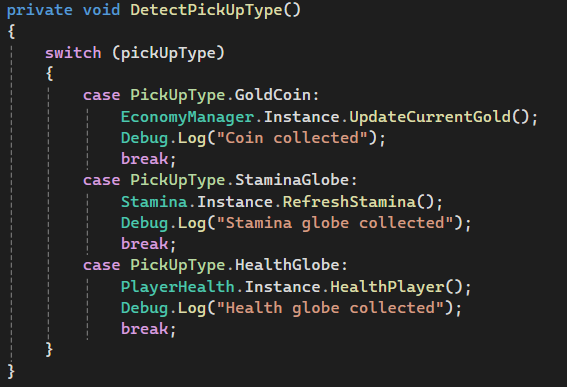 private void DetectPickUpType()
{
switch (pickUpType)
{
case PickUpType.GoldCoin:
EconomyManager.Instance.UpdateCurrentGold();
Debug.Log("Coin collected");
break;
case PickUpType.StaminaGlobe:
Stamina.Instance.RefreshStamina();
Debug.Log("Stamina globe collected");
break;
case PickUpType.HealthGlobe:
PlayerHealth.Instance.HealthPlayer();
Debug.Log("Health globe collected");
break;
}
}